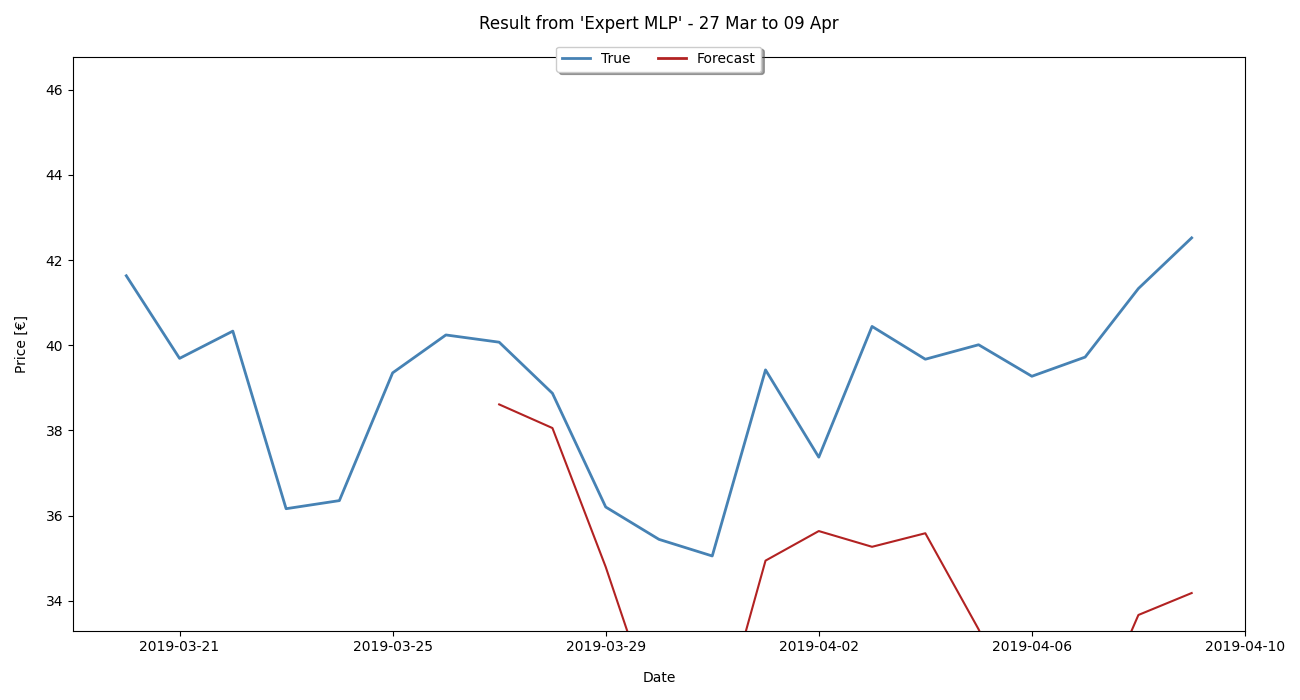 Result from 'Expert MLP' - 27 Mar to 09 Apr
True Forecast
46
44
42
40
38
36
34
Price [€]
2019-03-21 2019-03-25 2019-03-29 2019-04-02 2019-04-06 2019-04-10
Date